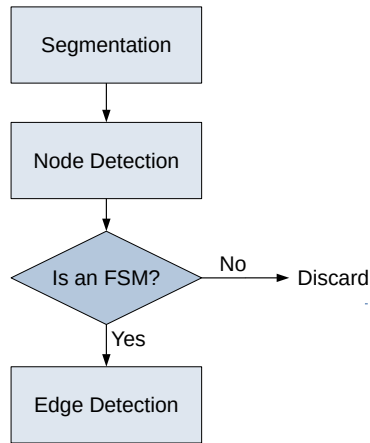 Segmentation
Node Detection
Is an FSM?
No
Discard
Yes
Edge Detection